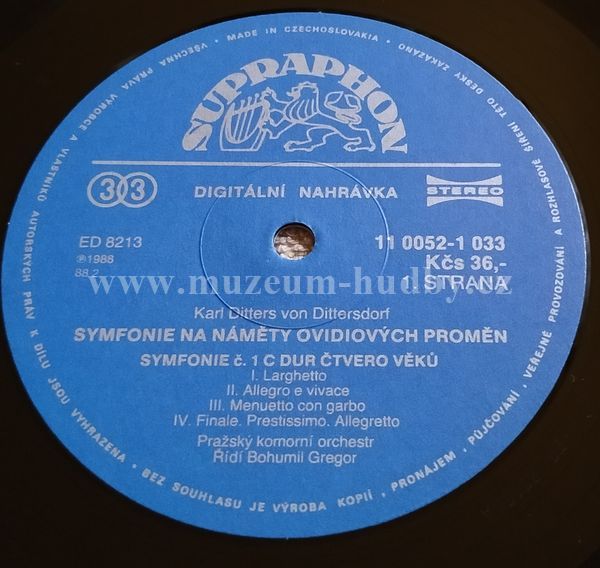 VŠECHNA PRÁVA VÝROBCE A VLASTNÍKŮ AUTORSKÝCH PRÁV K DÍLU JSOU VYHRAZENA • BEZ SOUHLASU JE VÝROBA KOPIÍ, PRONÁJEM, PŮJČOVÁNÍ, VEŘEJNÉ PROVOZOVÁNÍ A ROZHLASOVÉ ŠÍŘENÍ TÉTO DESKY ZAKÁZÁNO • MADE IN CZECHOSLOVAKIA •
SUPRAPHON
33 DIGITÁLNÍ NAHRÁVKA STEREO
ED 8213 11 0052-1 033
℗1988 Kčs 36,-
88.2 1. STRANA
www.muzeum-hudby.cz
Karl Ditters von Dittersdorf
SYMFONIE NA NÁMĚTY OVIDIOVÝCH PROMĚN
SYMFONIE č. 1 C DUR ČTVERO VĚKŮ
I. Larghetto
II. Allegro e vivace
III. Menuetto con garbo
IV. Finale. Prestissimo. Allegretto
Pražský komorní orchestr
Řídí Bohumil Gregor